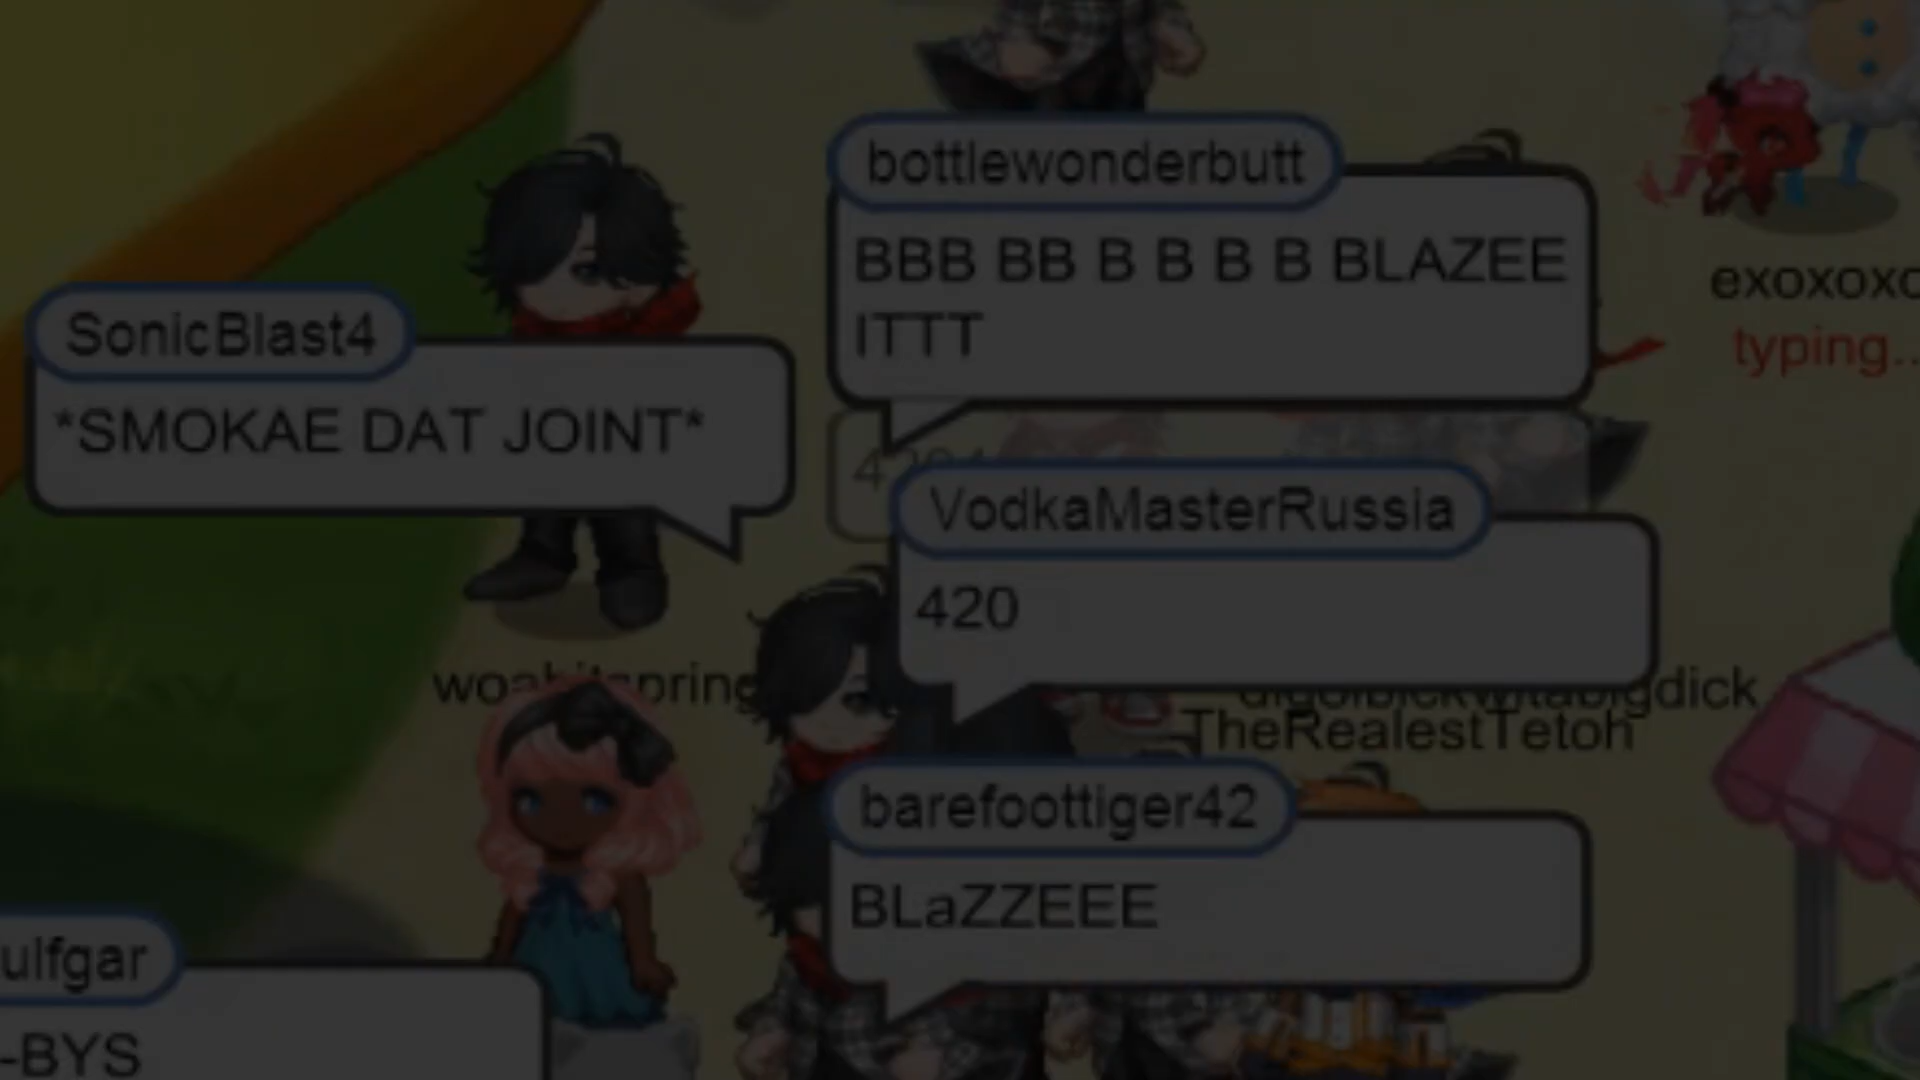 bottlewonderbutt
BBB BB B B B B BLAZEE
ITTT
exoxoxo
typing..
SonicBlast4
*SMOKAE DAT JOINT*
VodkaMasterRussia
420
TheRealestTetoh
barefoottiger42
BLaZZEEE
ulfgar
-BYS